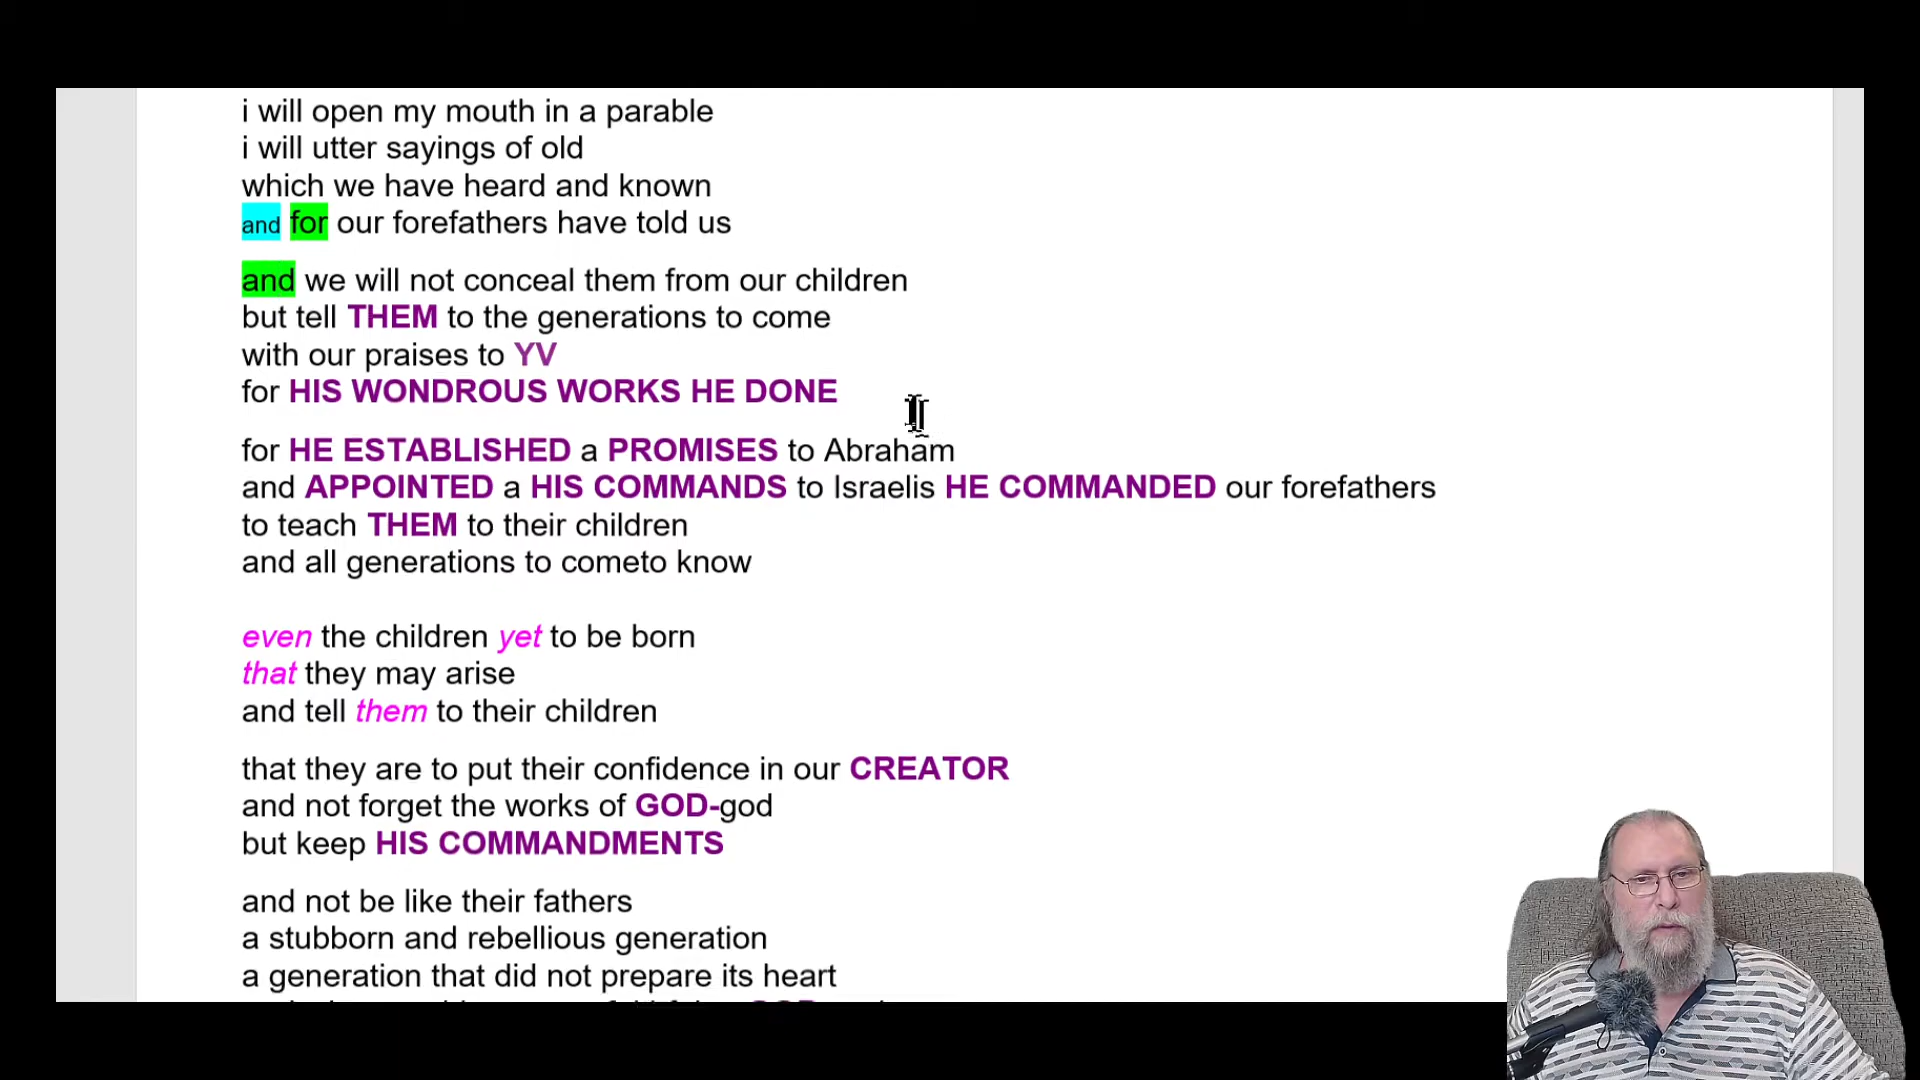 i will open my mouth in a parable
i will utter sayings of old
which we have heard and known
and for our forefathers have told us
and we will not conceal them from our children
but tell THEM to the generations to come
with our praises to YV
for HIS WONDROUS WORKS HE DONE
for HE ESTABLISHED a PROMISES to Abraham
and APPOINTED a HIS COMMANDS to Israelis HE COMMANDED our forefathers
to teach THEM to their children
and all generations to cometo know
even the children yet to be born
that they may arise
and tell them to their children
that they are to put their confidence in our CREATOR
and not forget the works of GOD-god
but keep HIS COMMANDMENTS
and not be like their fathers
a stubborn and rebellious generation
a generation that did not prepare its heart